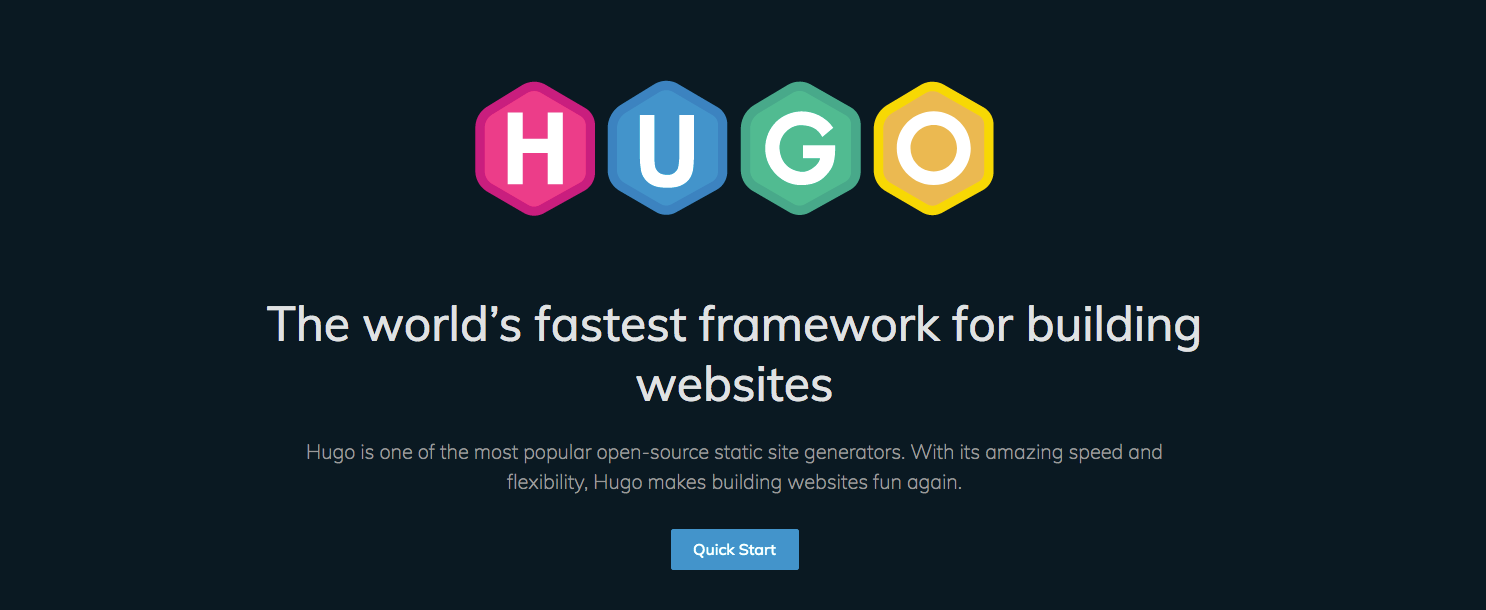 HUGO
The world’s fastest framework for building
websites
Hugo is one of the most popular open-source static site generators. With its amazing speed and
flexibility, Hugo makes building websites fun again.
Quick Start